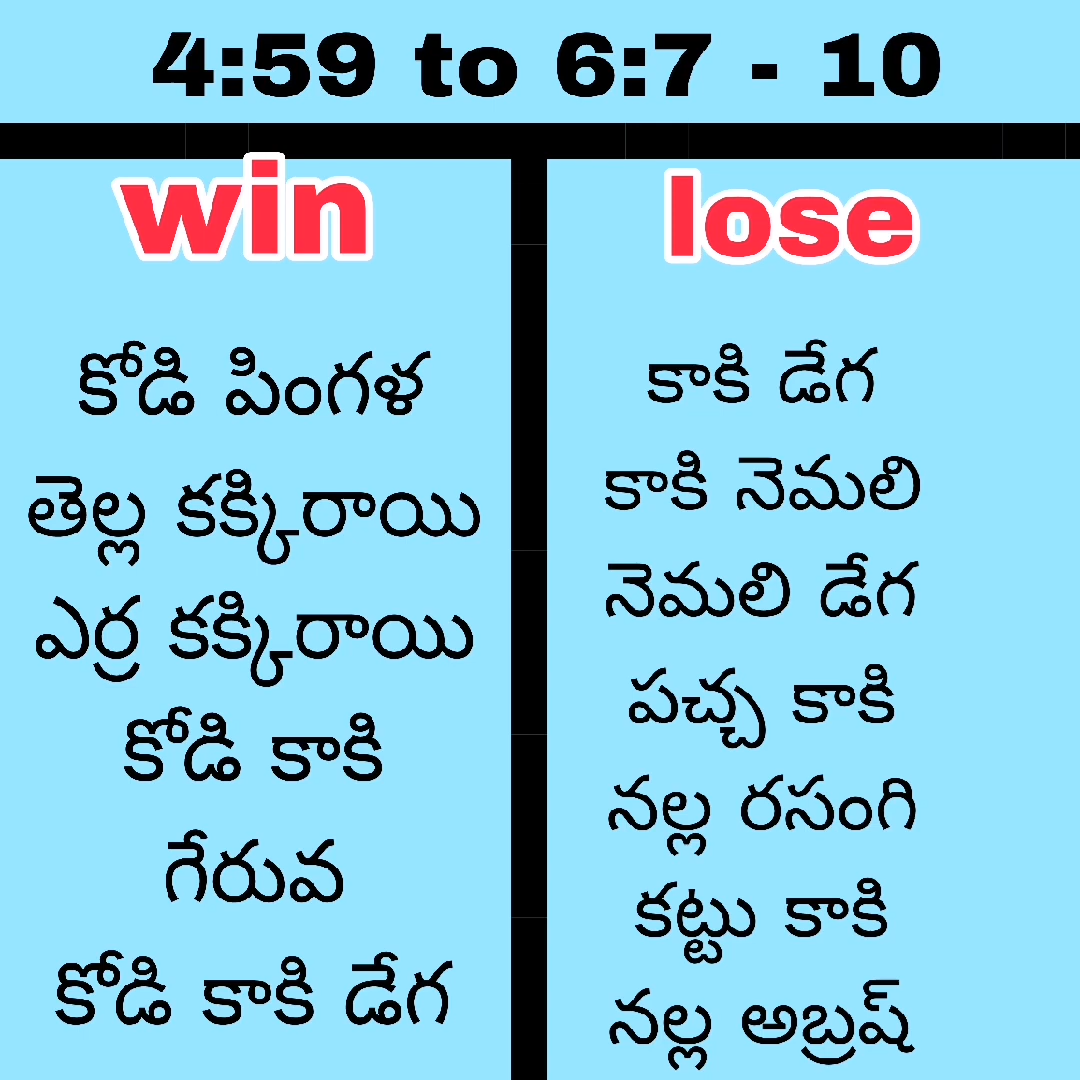 4:59 to 6:7 - 10
win
కోడి పింగళ
తెల్ల కక్కిరాయి
ఎర్ర కక్కిరాయి
కోడి కాకి
గేరువ
కోడి కాకి డేగ
lose
కాకి డేగ
కాకి నెమలి
నెమలి డేగ
పచ్చ కాకి
నల్ల రసంగి
కట్టు కాకి
నల్ల అబ్రష్